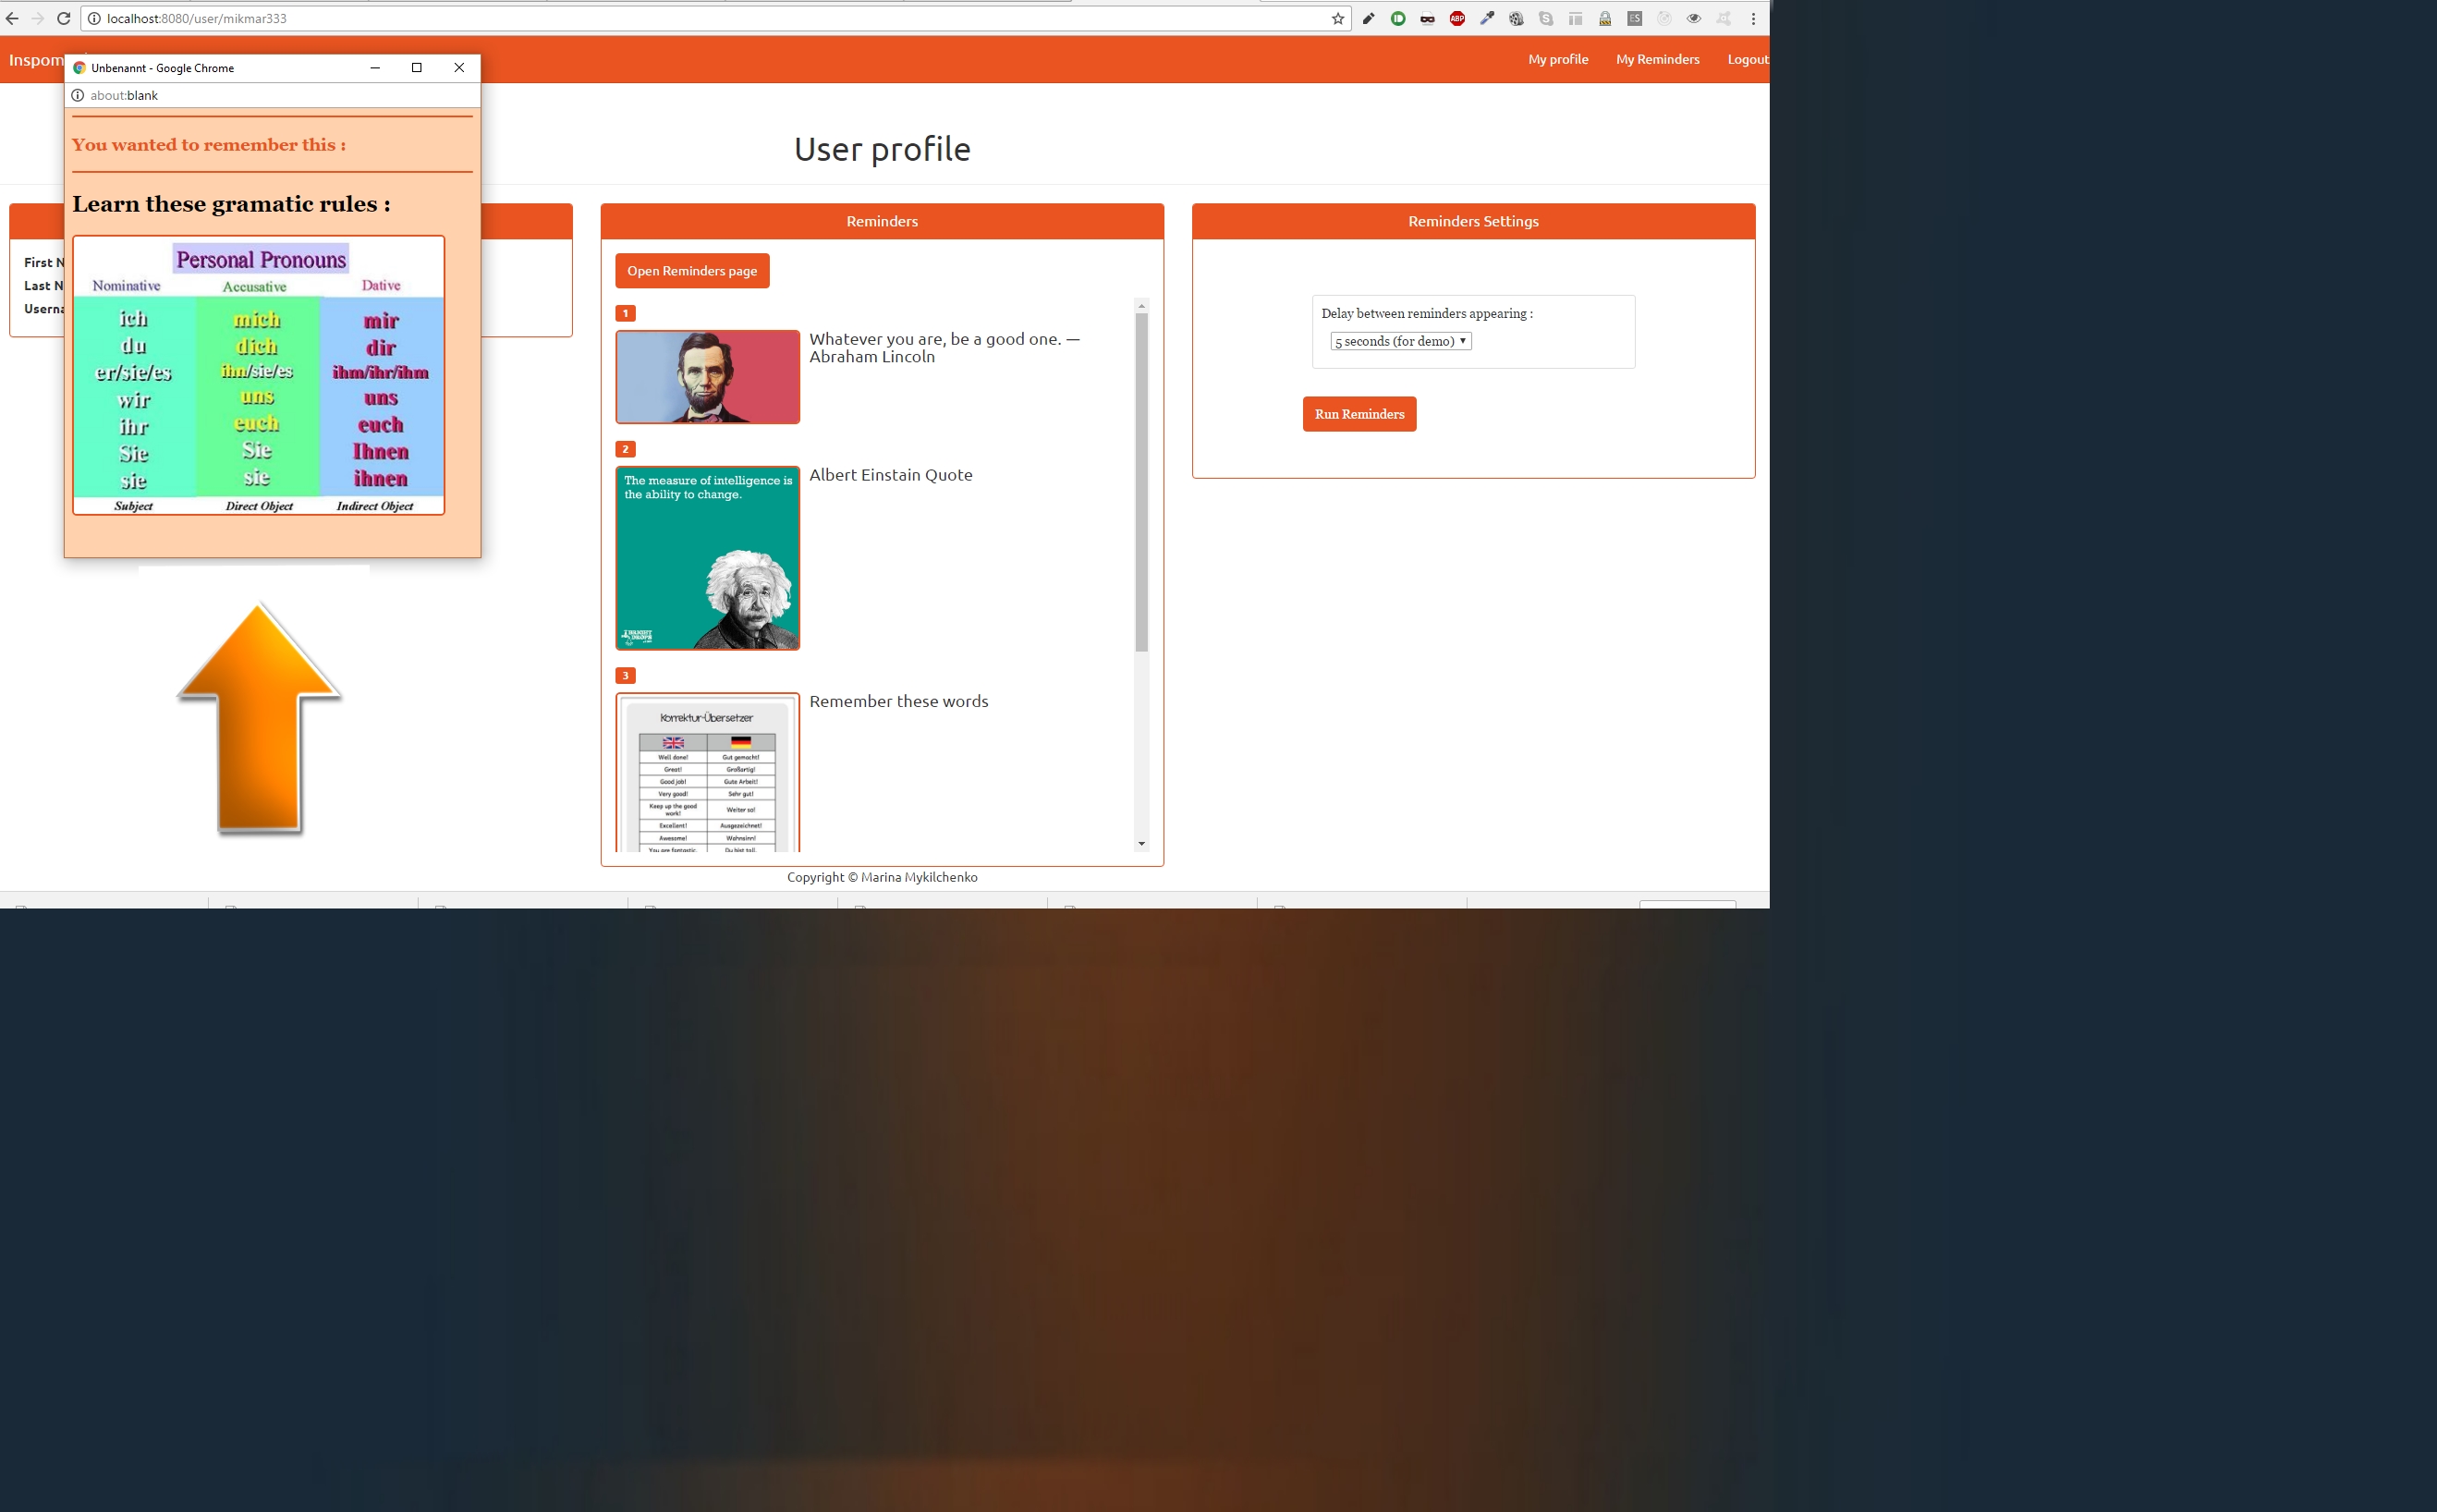 localhost:8080/user/mikmar333
ABP
ES
Inspom
My profile
My Reminders
Logout
Unbenannt - Google Chrome
about:blank
You wanted to remember this :
Learn these gramatic rules :
Personal Pronouns
Nominative Accusative Dative
ich mich mir
du dich dir
er/sie/es ihn/sie/es ihm/ihr/ihm
wir uns uns
ihr euch euch
Sie Sie Ihnen
sie sie ihnen
Subject Direct Object Indirect Object
User profile
First N
Last N
Userna
Reminders
Open Reminders page
1
Whatever you are, be a good one. —
Abraham Lincoln
2
The measure of intelligence is
the ability to change.
Albert Einstain Quote
3
Remember these words
Korrektur-Übersetzer
Well done! Gut gemacht!
Great! Großartig!
Good job! Gute Arbeit!
Very good! Sehr gut!
Keep up the good
work! Weiter so!
Excellent! Ausgezeichnet!
Awesome! Wahnsinn!
You are fantastic. Du bist toll.
Reminders Settings
Delay between reminders appearing :
5 seconds (for demo)
Run Reminders
Copyright © Marina Mykilchenko